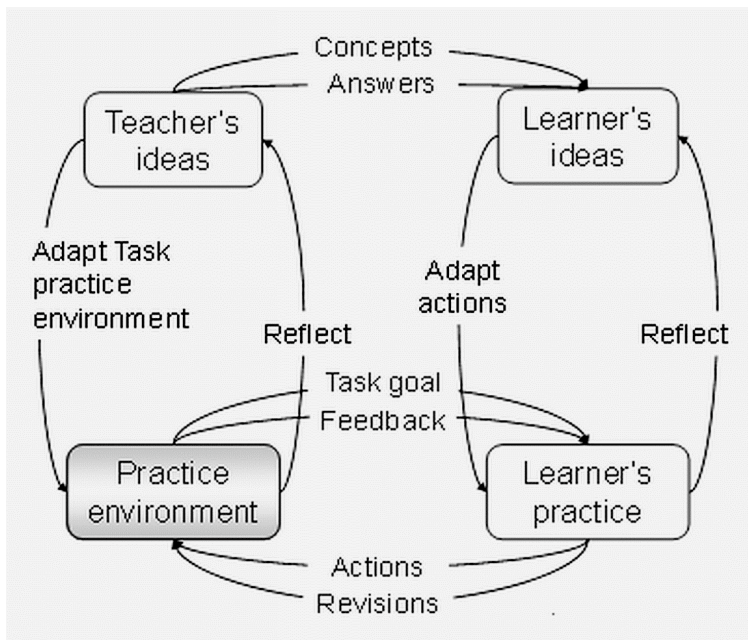 Concepts
Answers
Teacher's
ideas
Learner's
ideas
Adapt Task
practice
environment
Adapt
actions
Reflect
Reflect
Task goal
Feedback
Practice
environment
Learner's
practice
Actions
Revisions